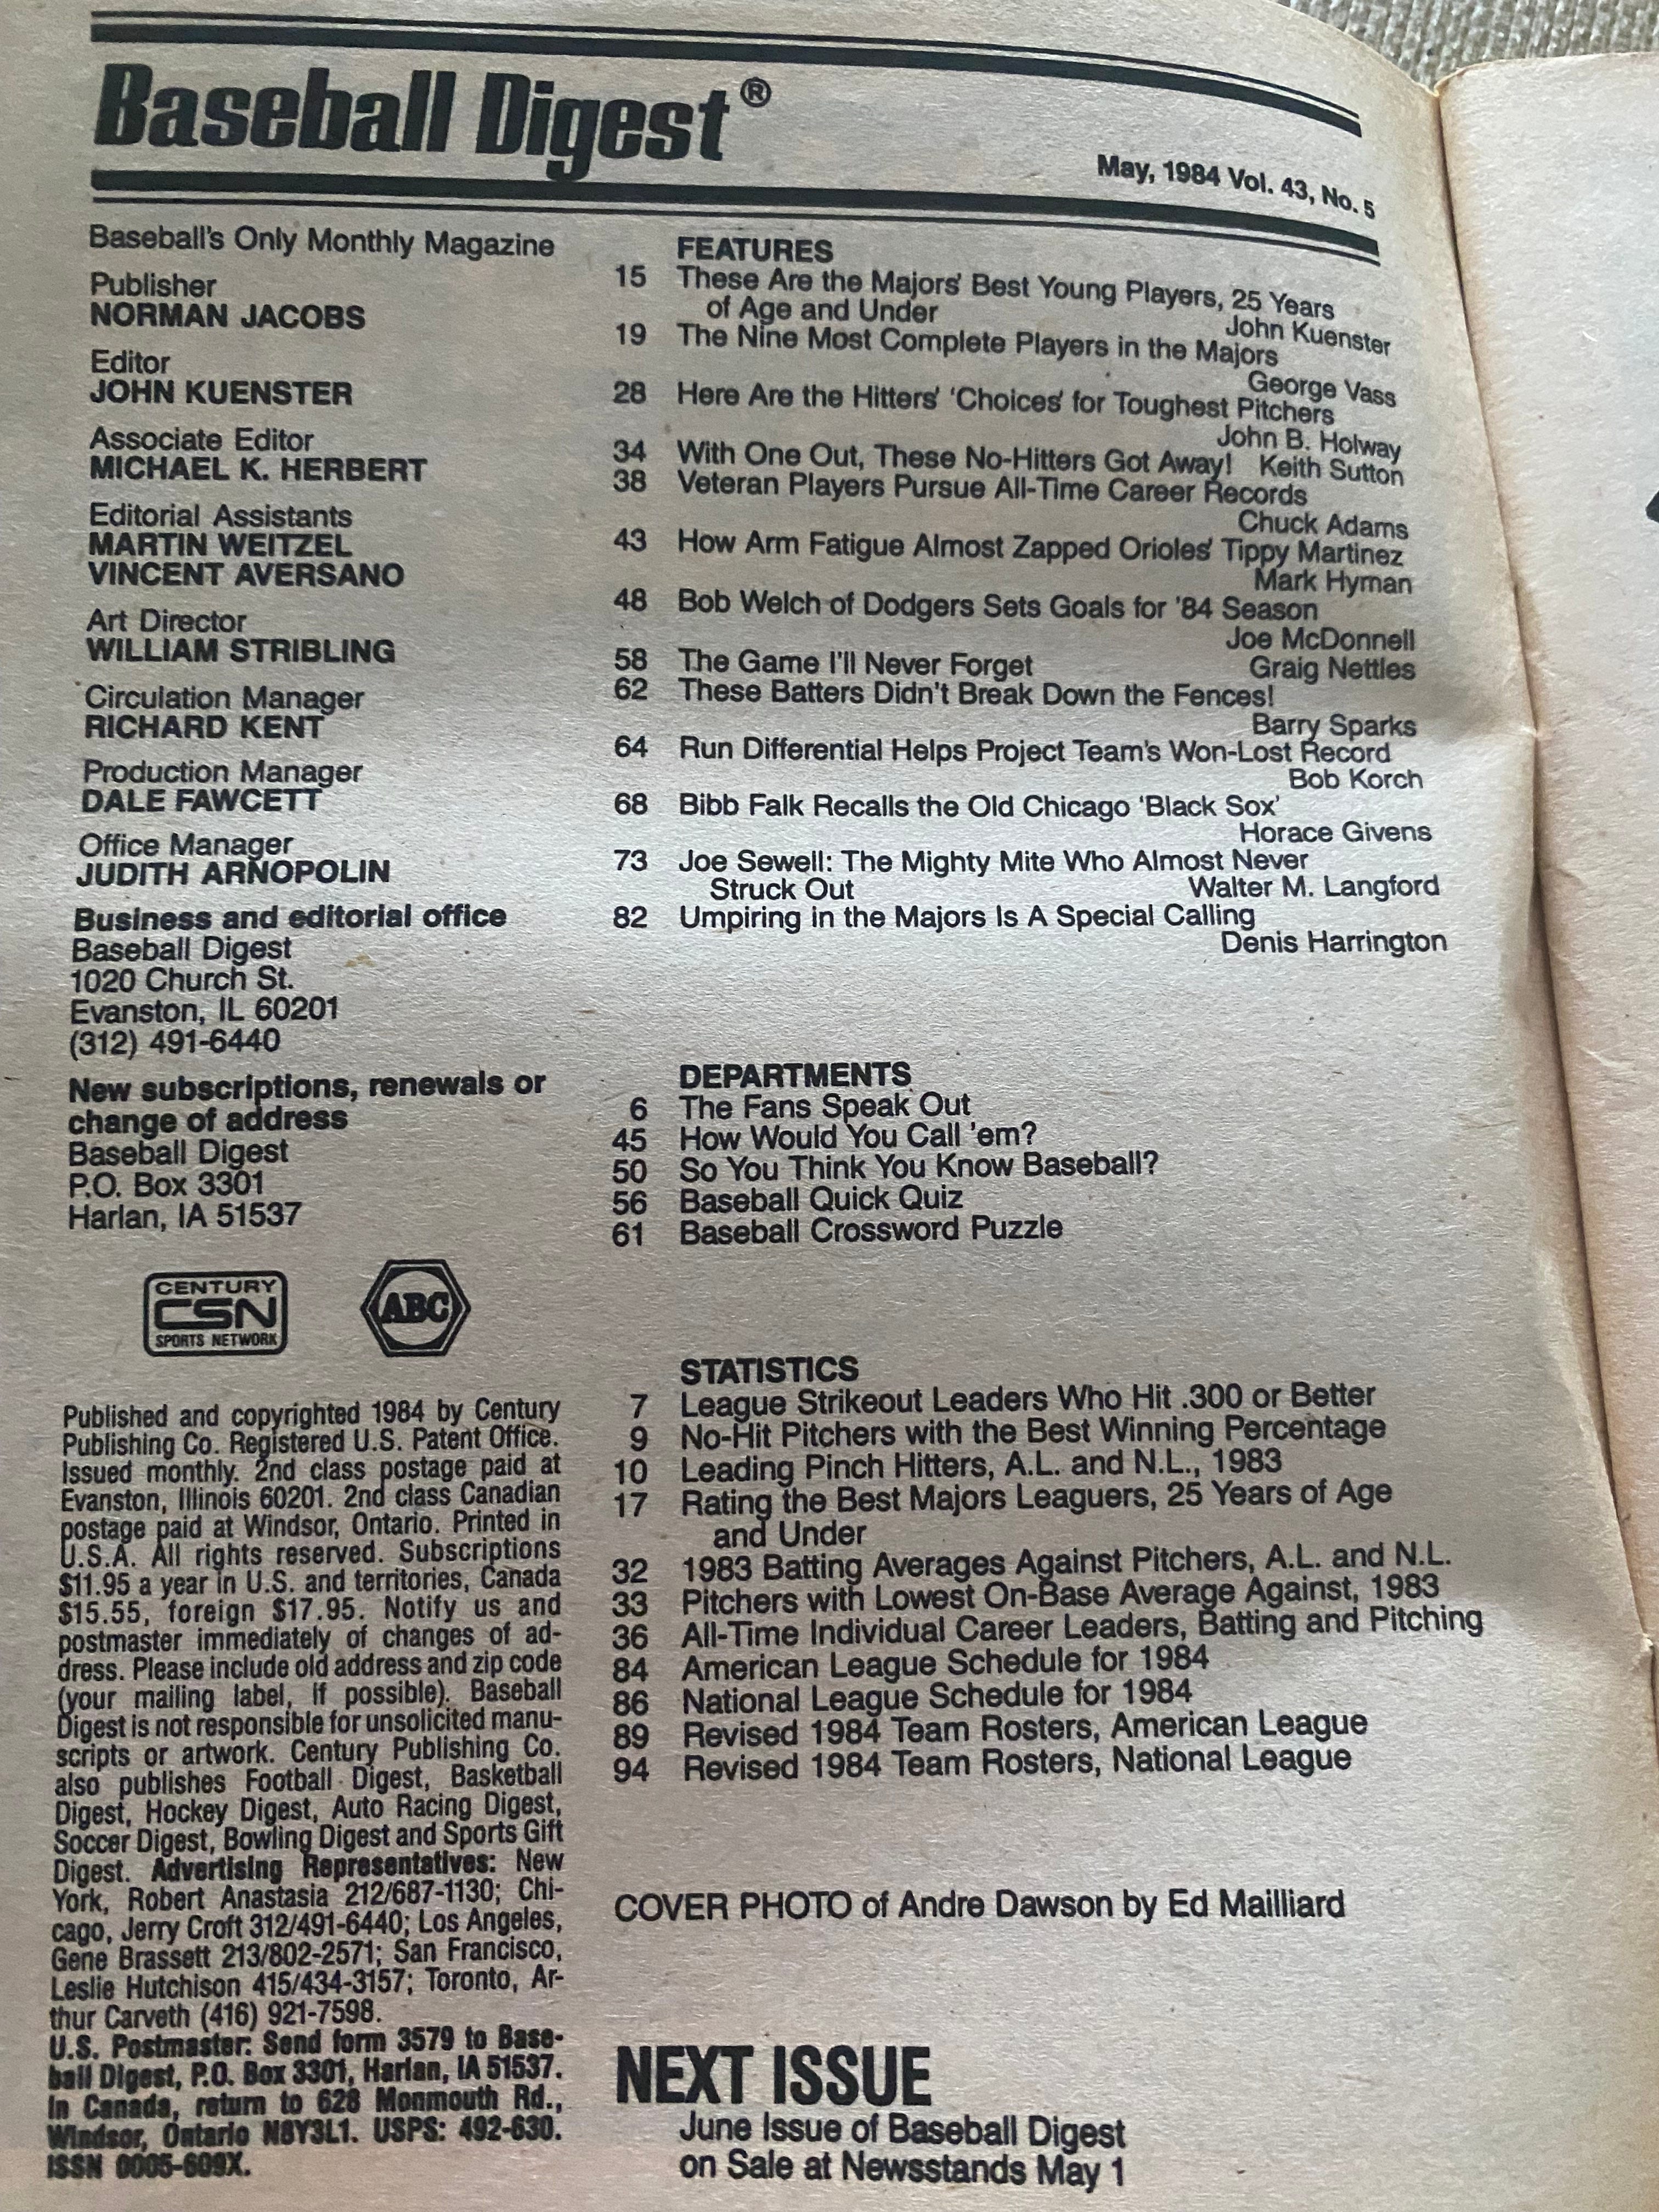 Baseball Digest®
May, 1984 Vol. 43, No. 5
Baseball's Only Monthly Magazine
Publisher
NORMAN JACOBS
Editor
JOHN KUENSTER
Associate Editor
MICHAEL K. HERBERT
Editorial Assistants
MARTIN WEITZEL
VINCENT AVERSANO
Art Director
WILLIAM STRIBLING
Circulation Manager
RICHARD KENT
Production Manager
DALE FAWCETT
Office Manager
JUDITH ARNOPOLIN
Business and editorial office
Baseball Digest
1020 Church St.
Evanston, IL 60201
(312) 491-6440
New subscriptions, renewals or
change of address
Baseball Digest
P.O. Box 3301
Harlan, IA 51537
CENTURY
CSN
SPORTS NETWORK
ABC
Published and copyrighted 1984 by Century
Publishing Co. Registered U.S. Patent Office.
Issued monthly. 2nd class postage paid at
Evanston, Illinois 60201. 2nd class Canadian
postage paid at Windsor, Ontario. Printed in
U.S.A. All rights reserved. Subscriptions
$11.95 a year in U.S. and territories, Canada
$15.55, foreign $17.95. Notify us and
postmaster immediately of changes of ad-
dress. Please include old address and zip code
(your mailing label, if possible). Baseball
Digest is not responsible for unsolicited manu-
scripts or artwork. Century Publishing Co.
also publishes Football Digest, Basketball
Digest, Hockey Digest, Auto Racing Digest,
Soccer Digest, Bowling Digest and Sports Gift
Digest. Advertising Representatives: New
York, Robert Anastasia 212/687-1130; Chi-
cago, Jerry Croft 312/491-6440; Los Angeles,
Gene Brassett 213/802-2571; San Francisco,
Leslie Hutchison 415/434-3157; Toronto, Ar-
thur Carveth (416) 921-7598.
U.S. Postmaster: Send form 3579 to Base-
ball Digest, P.O. Box 3301, Harlan, IA 51537.
In Canada, return to 628 Monmouth Rd.,
Windsor, Ontario N8Y3L1. USPS: 492-630.
ISSN 0005-609X.
FEATURES
15 These Are the Majors' Best Young Players, 25 Years
of Age and Under
John Kuenster
19 The Nine Most Complete Players in the Majors
George Vass
28 Here Are the Hitters' 'Choices' for Toughest Pitchers
John B. Holway
34 With One Out, These No-Hitters Got Away! Keith Sutton
38 Veteran Players Pursue All-Time Career Records
Chuck Adams
43 How Arm Fatigue Almost Zapped Orioles' Tippy Martinez
Mark Hyman
48 Bob Welch of Dodgers Sets Goals for '84 Season
Joe McDonnell
58 The Game I'll Never Forget Graig Nettles
62 These Batters Didn't Break Down the Fences!
Barry Sparks
64 Run Differential Helps Project Team's Won-Lost Record
Bob Korch
68 Bibb Falk Recalls the Old Chicago 'Black Sox'
Horace Givens
73 Joe Sewell: The Mighty Mite Who Almost Never
Struck Out Walter M. Langford
82 Umpiring in the Majors Is A Special Calling
Denis Harrington
DEPARTMENTS
6 The Fans Speak Out
45 How Would You Call 'em?
50 So You Think You Know Baseball?
56 Baseball Quick Quiz
61 Baseball Crossword Puzzle
STATISTICS
7 League Strikeout Leaders Who Hit .300 or Better
9 No-Hit Pitchers with the Best Winning Percentage
10 Leading Pinch Hitters, A.L. and N.L., 1983
17 Rating the Best Majors Leaguers, 25 Years of Age
and Under
32 1983 Batting Averages Against Pitchers, A.L. and N.L.
33 Pitchers with Lowest On-Base Average Against, 1983
36 All-Time Individual Career Leaders, Batting and Pitching
84 American League Schedule for 1984
86 National League Schedule for 1984
89 Revised 1984 Team Rosters, American League
94 Revised 1984 Team Rosters, National League
COVER PHOTO of Andre Dawson by Ed Mailliard
NEXT ISSUE
June Issue of Baseball Digest
on Sale at Newsstands May 1